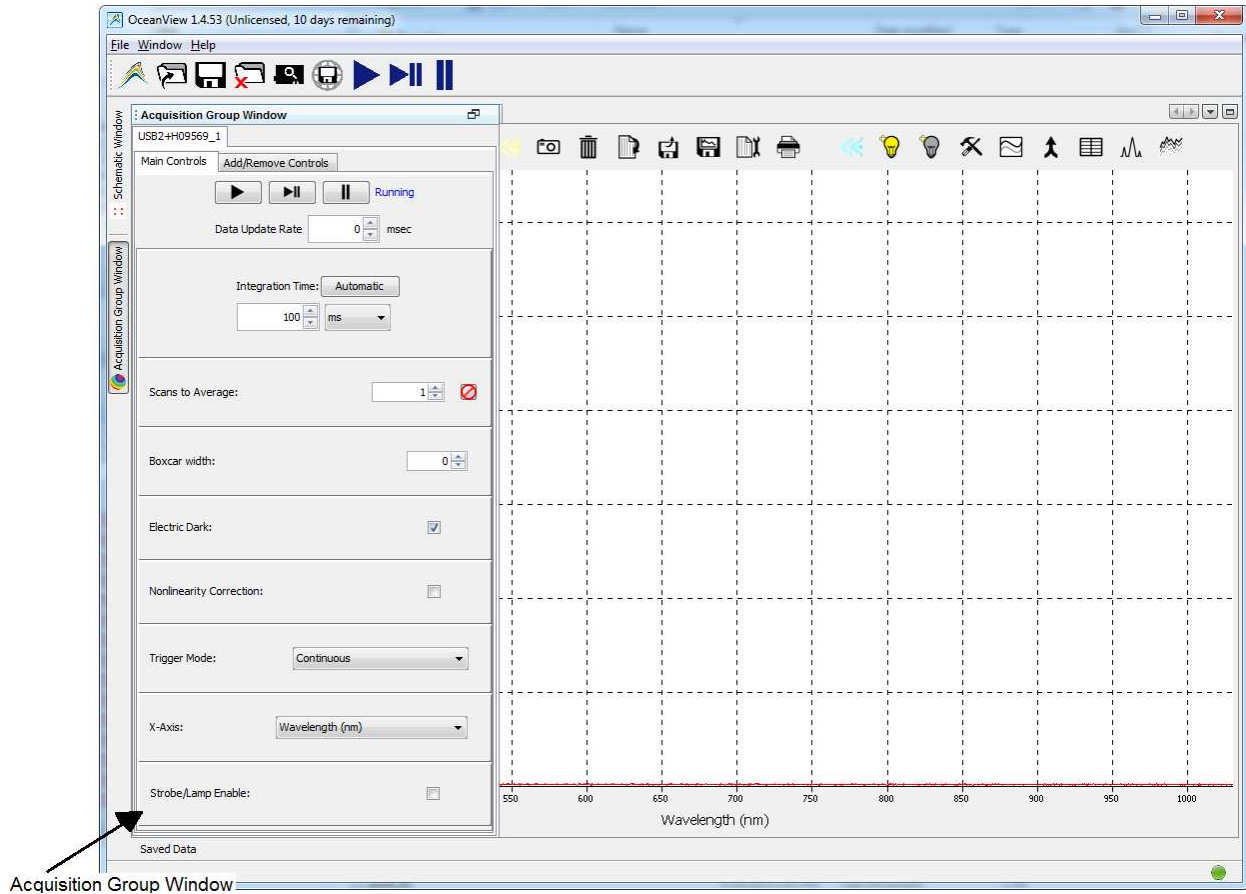 OceanView 1.4.53 (Unlicensed, 10 days remaining)
File Window Help
Schematic Window
Acquisition Group Window
Acquisition Group Window
USB2+H09569_1
Main Controls Add/Remove Controls
Running
Data Update Rate 0 msec
Integration Time: Automatic
100 ms
Scans to Average: 1
Boxcar width: 0
Electric Dark:
Nonlinearity Correction:
Trigger Mode: Continuous
X-Axis: Wavelength (nm)
Strobe/Lamp Enable:
550 600 650 700 750 800 850 900 950 1000
Wavelength (nm)
Saved Data
Acquisition Group Window